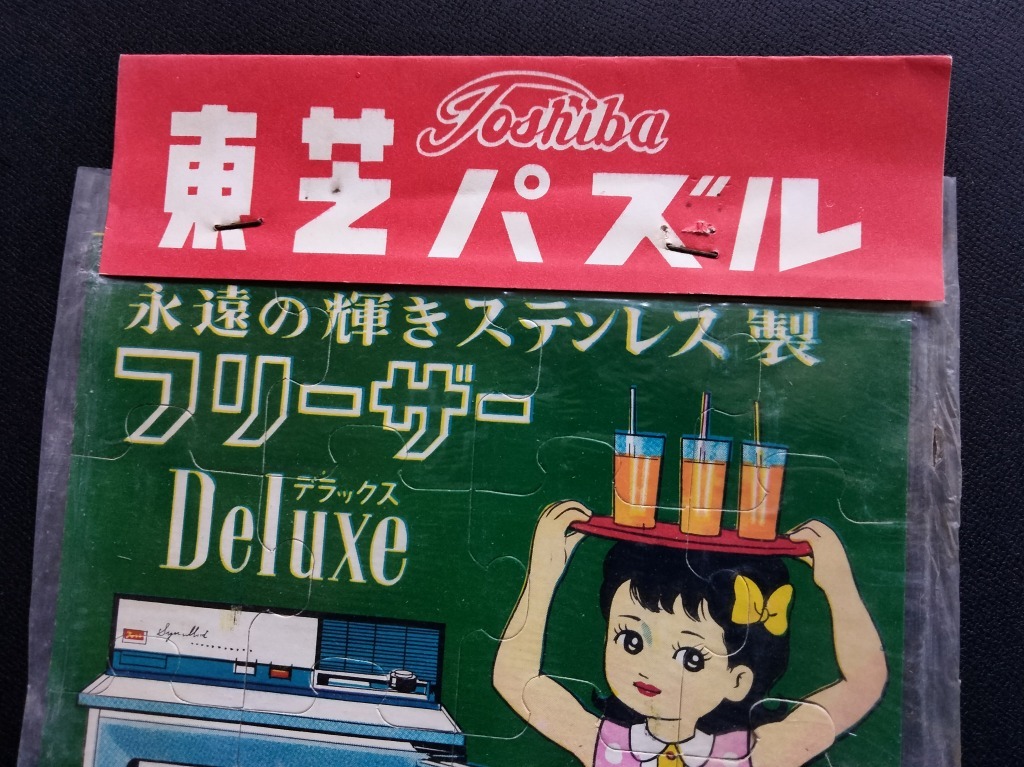 Toshiba
東芝パズル
永遠の輝きステンレス製
フリーザー
デラックス
Deluxe